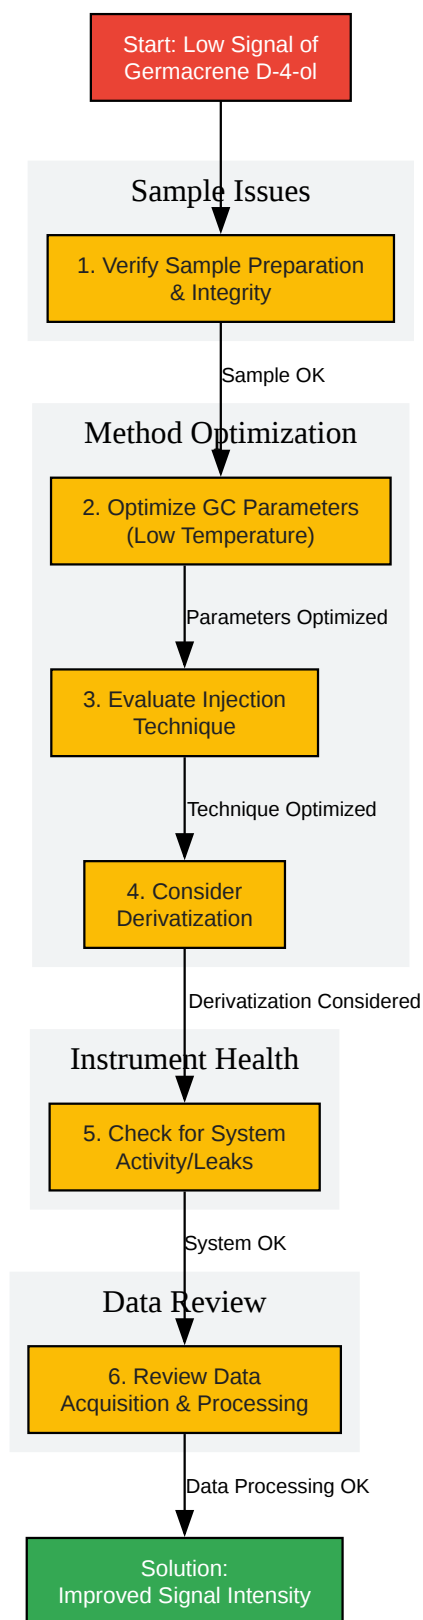 Start: Low Signal of
Germacrene D-4-ol
Sample Issues
1. Verify Sample Preparation
& Integrity
Sample OK
Method Optimization
2. Optimize GC Parameters
(Low Temperature)
Parameters Optimized
3. Evaluate Injection
Technique
Technique Optimized
4. Consider
Derivatization
Derivatization Considered
Instrument Health
5. Check for System
Activity/Leaks
System OK
Data Review
6. Review Data
Acquisition & Processing
Data Processing OK
Solution:
Improved Signal Intensity